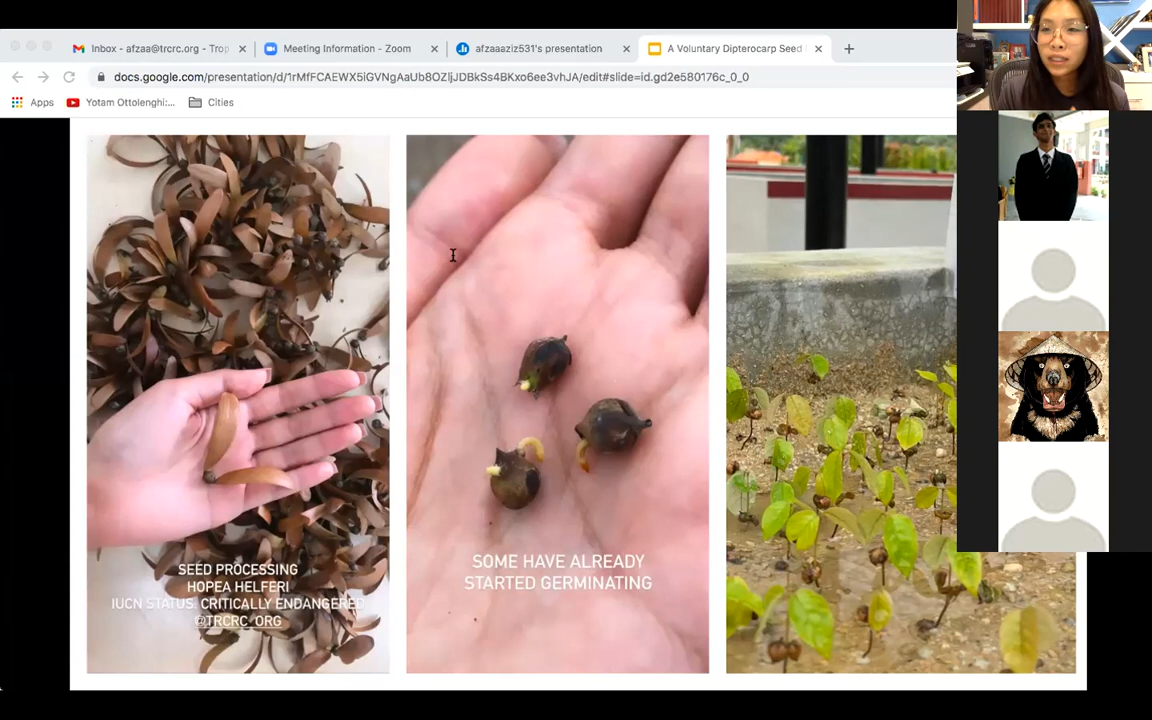 Inbox - afzaa@trcrc.org - Trop
Meeting Information - Zoom
afzaaaziz531's presentation
A Voluntary Dipterocarp Seed
docs.google.com/presentation/d/1rMfFCAEWX5iGVNgAaUb8OZljJDBkSs4BKxo6ee3vhJA/edit#slide=id.gd2e580176c_0_0
Apps
Yotam Ottolenghi:...
Cities
SEED PROCESSING
HOPEA HELFERI
IUCN STATUS: CRITICALLY ENDANGERED
@TRCRC_ORG
SOME HAVE ALREADY
STARTED GERMINATING